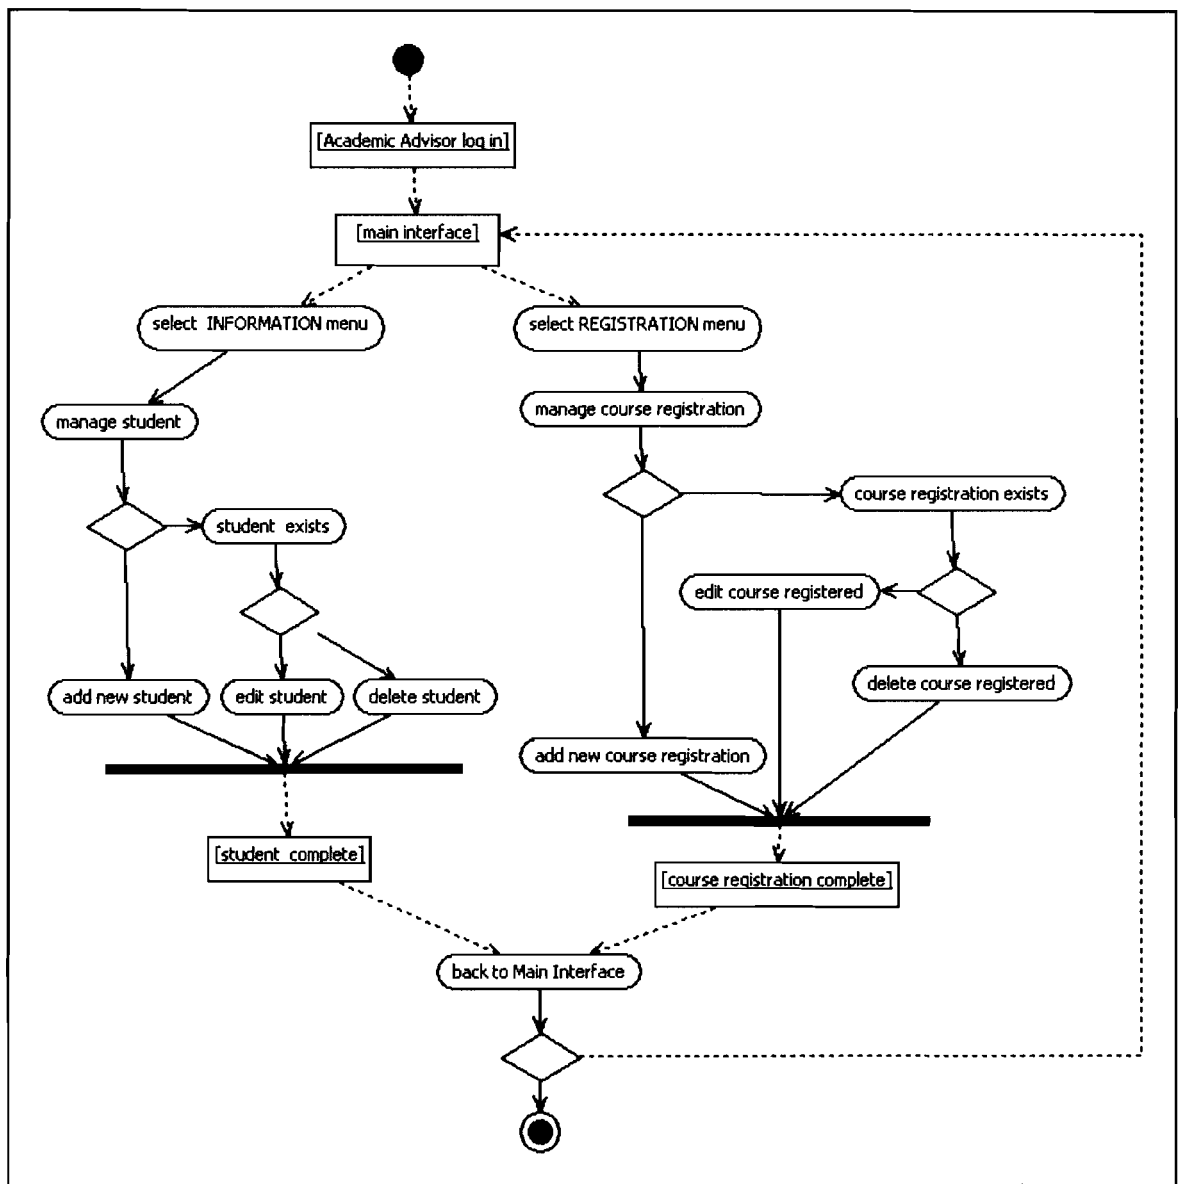 [Academic Advisor log in]
[main interface]
select INFORMATION menu
select REGISTRATION menu
manage student
manage course registration
student exists
course registration exists
edit course registered
add new student
edit student
delete student
delete course registered
add new course registration
[student complete]
[course registration complete]
back to Main Interface